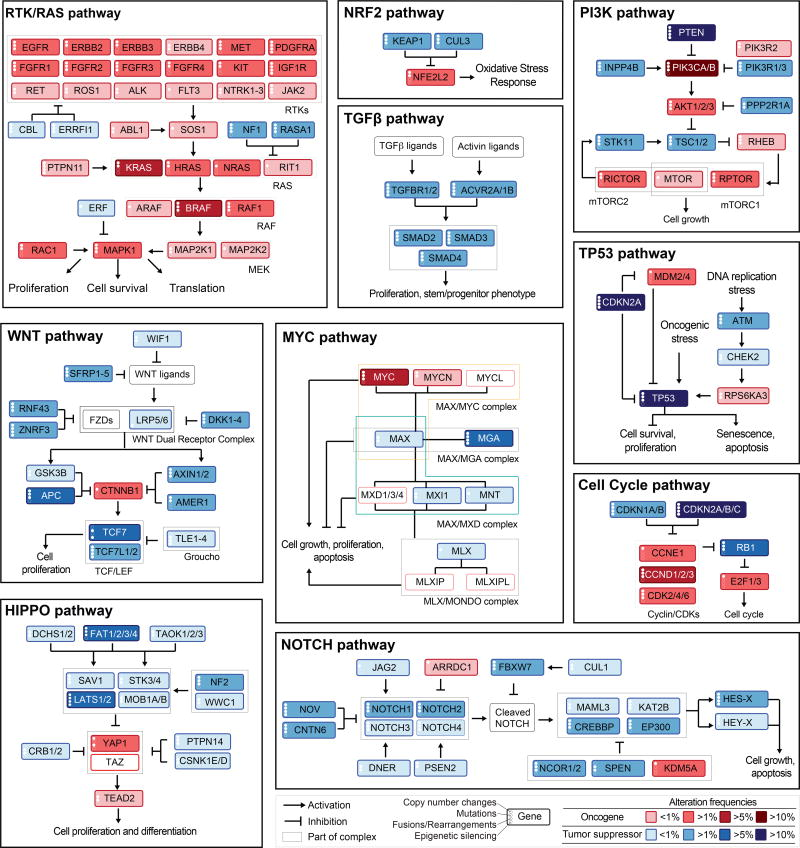 RTK/RAS pathway
EGFR ERBB2 ERBB3 ERBB4 MET PDGFRA
FGFR1 FGFR2 FGFR3 FGFR4 KIT IGF1R
RET ROS1 ALK FLT3 NTRK1-3 JAK2
RTKs
CBL ERRFI1 ABL1 SOS1 NF1 RASA1
PTPN11 KRAS HRAS NRAS RIT1
RAS
ERF ARAF BRAF RAF1
RAF
RAC1 MAPK1 MAP2K1 MAP2K2
MEK
Proliferation Cell survival Translation
NRF2 pathway
KEAP1 CUL3
NFE2L2 Oxidative Stress
Response
TGFβ pathway
TGFβ ligands Activin ligands
TGFBR1/2 ACVR2A/1B
SMAD2 SMAD3
SMAD4
Proliferation, stem/progenitor phenotype
PI3K pathway
PTEN
PIK3R2
INPP4B PIK3CA/B PIK3R1/3
AKT1/2/3 PPP2R1A
STK11 TSC1/2 RHEB
RICTOR MTOR RPTOR
mTORC2 mTORC1
Cell growth
TP53 pathway
MDM2/4 DNA replication
stress
CDKN2A
ATM
Oncogenic
stress
CHEK2
TP53 RPS6KA3
Cell survival,
proliferation
Senescence,
apoptosis
WNT pathway
WIF1
SFRP1-5 WNT ligands
RNF43
ZNRF3
FZDs LRP5/6 DKK1-4
WNT Dual Receptor Complex
GSK3B
APC
CTNNB1
AXIN1/2
AMER1
TCF7
TCF7L1/2
TLE1-4
Groucho
Cell
proliferation
TCF/LEF
MYC pathway
MYC MYCN MYCL
MAX/MYC complex
MAX MGA
MAX/MGA complex
MXD1/3/4 MXI1 MNT
MAX/MXD complex
Cell growth, proliferation,
apoptosis
MLX
MLXIP MLXIPL
MLX/MONDO complex
Cell Cycle pathway
CDKN1A/B CDKN2A/B/C
CCNE1 RB1
CCND1/2/3
CDK2/4/6 E2F1/3
Cyclin/CDKs Cell cycle
HIPPO pathway
DCHS1/2 FAT1/2/3/4 TAOK1/2/3
SAV1 STK3/4
LATS1/2 MOB1A/B
NF2
WWC1
CRB1/2
YAP1
TAZ
PTPN14
CSNK1E/D
TEAD2
Cell proliferation and differentiation
NOTCH pathway
JAG2 ARRDC1 FBXW7 CUL1
NOV
CNTN6
NOTCH1 NOTCH2
NOTCH3 NOTCH4
Cleaved
NOTCH
MAML3 KAT2B
CREBBP EP300
HES-X
HEY-X
DNER PSEN2
NCOR1/2 SPEN KDM5A
Cell growth,
apoptosis
Activation
Inhibition
Part of complex
Copy number changes
Mutations
Fusions/Rearrangements
Epigenetic silencing
Gene
Alteration frequencies
Oncogene <1% >1% >5% >10%
Tumor suppressor <1% >1% >5% >10%